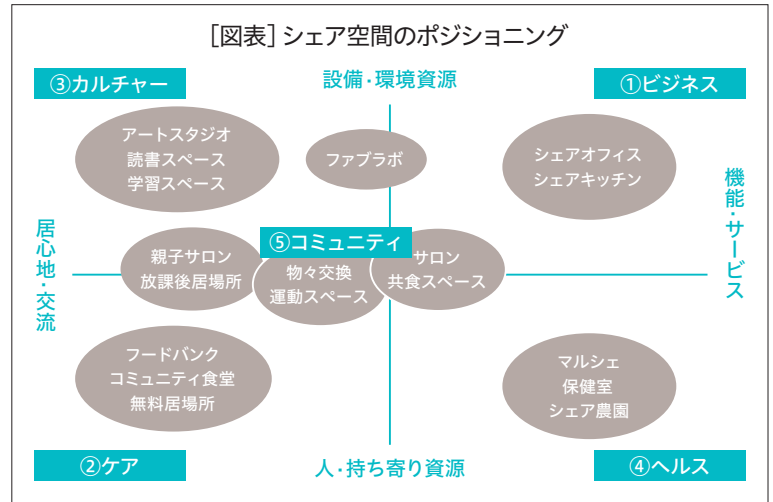 ［図表］シェア空間のポジショニング
③カルチャー
設備・環境資源
①ビジネス
アートスタジオ
読書スペース
学習スペース
ファブラボ
シェアオフィス
シェアキッチン
居心地・交流
機能・サービス
⑤コミュニティ
親子サロン
放課後居場所
物々交換
運動スペース
サロン
共食スペース
フードバンク
コミュニティ食堂
無料居場所
マルシェ
保健室
シェア農園
②ケア
人・持ち寄り資源
④ヘルス